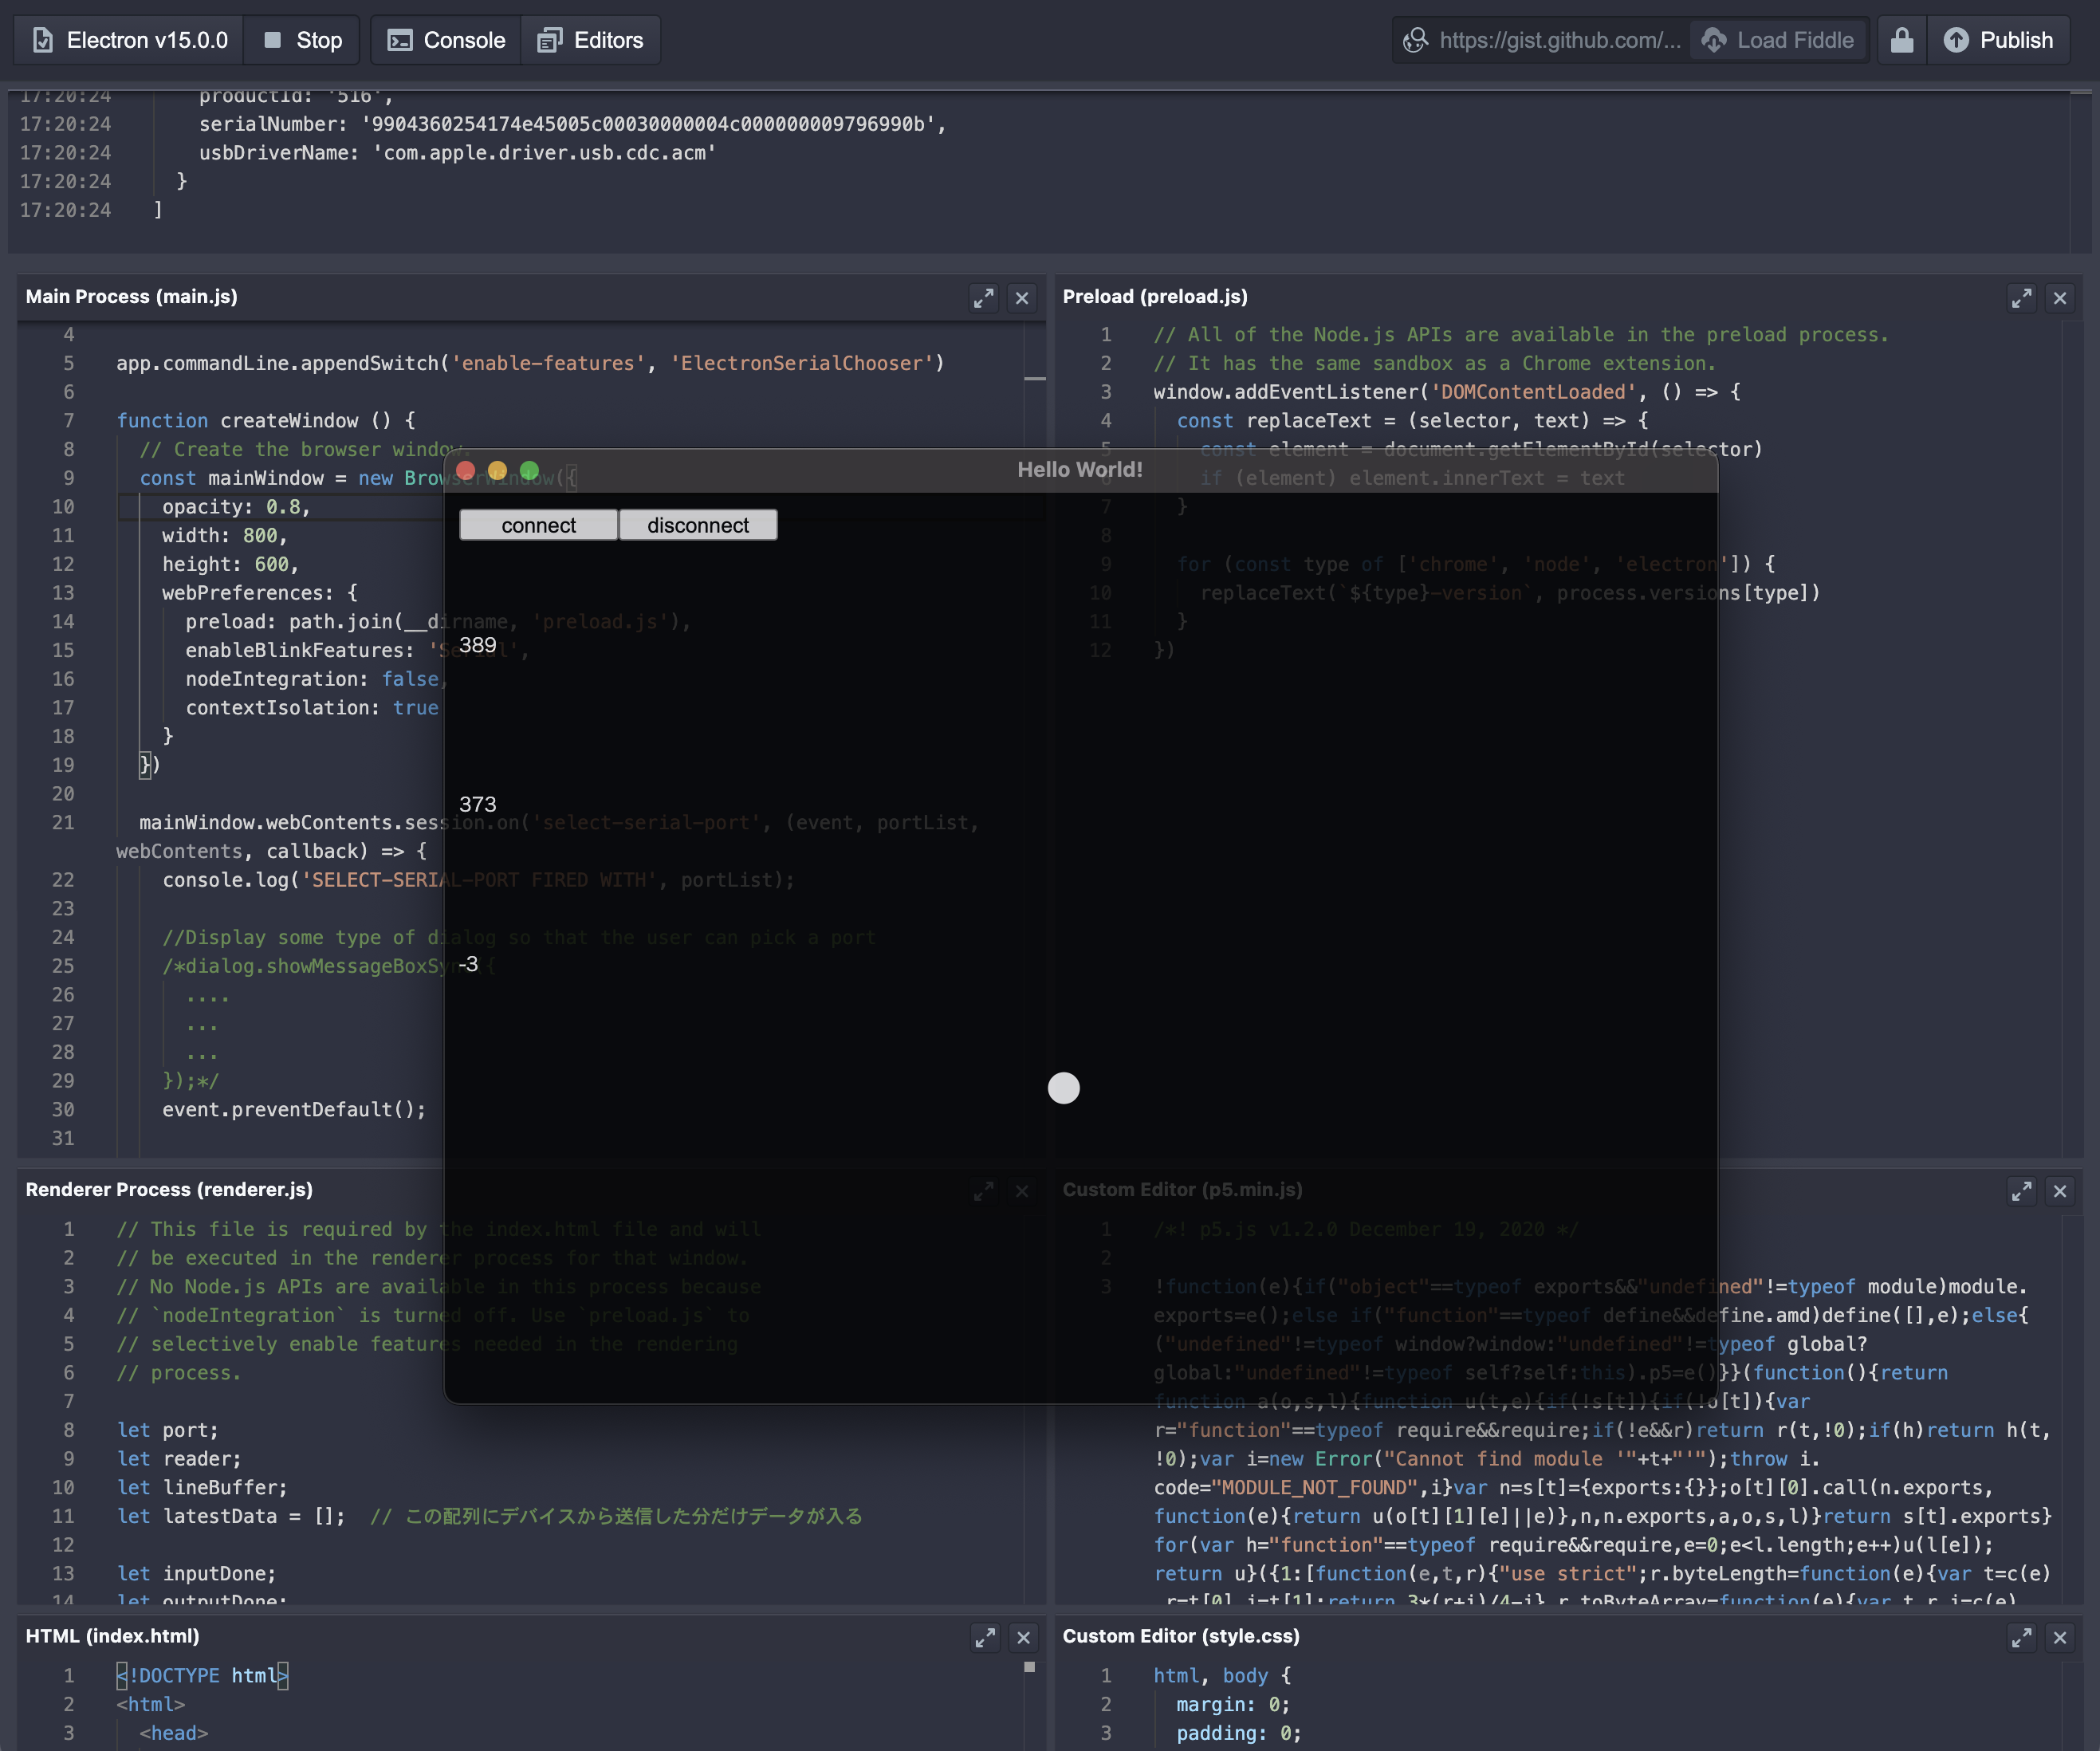 Electron v15.0.0 Stop Console Editors https://gist.github.com/... Load Fiddle Publish
17:20:24 productId: '516',
17:20:24 serialNumber: '9904360254174e45005c00030000004c000000009796990b',
17:20:24 usbDriverName: 'com.apple.driver.usb.cdc.acm'
17:20:24 }
17:20:24 ]
Main Process (main.js)
4
5 app.commandLine.appendSwitch('enable-features', 'ElectronSerialChooser')
6
7 function createWindow () {
8 // Create the browser window.
9 const mainWindow = new BrowserWindow({
10 opacity: 0.8,
11 width: 800,
12 height: 600,
13 webPreferences: {
14 preload: path.join(__dirname, 'preload.js'),
15 enableBlinkFeatures: 'Serial',
16 nodeIntegration: false,
17 contextIsolation: true
18 }
19 })
20
21 mainWindow.webContents.session.on('select-serial-port', (event, portList,
webContents, callback) => {
22 console.log('SELECT-SERIAL-PORT FIRED WITH', portList);
23
24 //Display some type of dialog so that the user can pick a port
25 /*dialog.showMessageBoxSync({
26 ....
27 ...
28 ...
29 });*/
30 event.preventDefault();
31
Preload (preload.js)
1 // All of the Node.js APIs are available in the preload process.
2 // It has the same sandbox as a Chrome extension.
3 window.addEventListener('DOMContentLoaded', () => {
4 const replaceText = (selector, text) => {
5 const element = document.getElementById(selector)
6 if (element) element.innerText = text
7 }
8
9 for (const type of ['chrome', 'node', 'electron']) {
10 replaceText(`${type}-version`, process.versions[type])
11 }
12 })
Hello World!
connect disconnect
389
373
-3
Renderer Process (renderer.js)
1 // This file is required by the index.html file and will
2 // be executed in the renderer process for that window.
3 // No Node.js APIs are available in this process because
4 // `nodeIntegration` is turned off. Use `preload.js` to
5 // selectively enable features needed in the rendering
6 // process.
7
8 let port;
9 let reader;
10 let lineBuffer;
11 let latestData = []; // この配列にデバイスから送信した分だけデータが入る
12
13 let inputDone;
14 let outputDone;
Custom Editor (p5.min.js)
1 /*! p5.js v1.2.0 December 19, 2020 */
2
3 !function(e){if("object"==typeof exports&&"undefined"!=typeof module)module.
exports=e();else if("function"==typeof define&&define.amd)define([],e);else{
("undefined"!=typeof window?window:"undefined"!=typeof global?
global:"undefined"!=typeof self?self:this).p5=e()}}(function(){return
function a(o,s,l){function u(t,e){if(!s[t]){if(!o[t]){var
r="function"==typeof require&&require;if(!e&&r)return r(t,!0);if(h)return h(t,
!0);var i=new Error("Cannot find module '"+t+"'");throw i.
code="MODULE_NOT_FOUND",i}var n=s[t]={exports:{}};o[t][0].call(n.exports,
function(e){return u(o[t][1][e]||e)},n,n.exports,a,o,s,l)}return s[t].exports}
for(var h="function"==typeof require&&require,e=0;e<l.length;e++)u(l[e]);
return u}({1:[function(e,t,r){"use strict";r.byteLength=function(e){var t=c(e)
,r=t[0],i=t[1];return 3*(r+i)/4-i},r.toByteArray=function(e){var t,r,i=c(e)
HTML (index.html)
1 <!DOCTYPE html>
2 <html>
3 <head>
Custom Editor (style.css)
1 html, body {
2 margin: 0;
3 padding: 0;